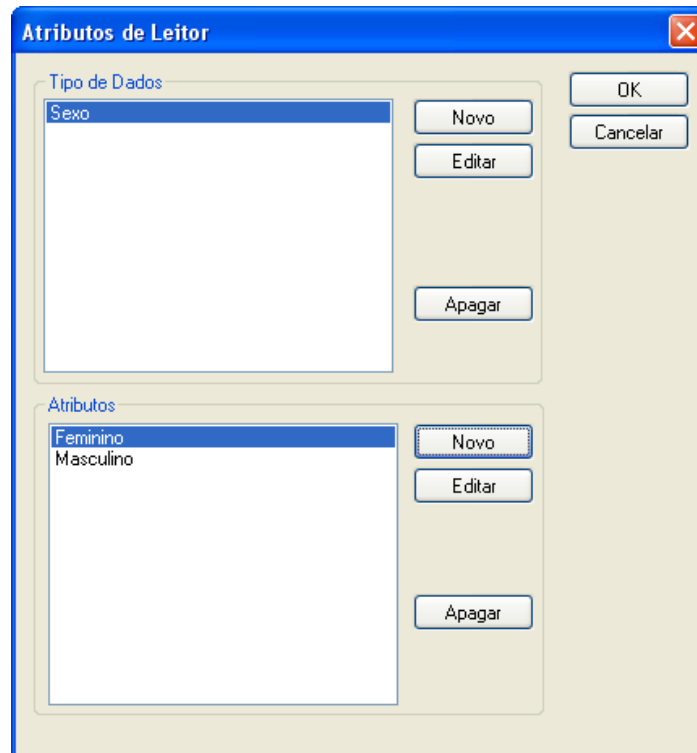 Atributos de Leitor
Tipo de Dados
Sexo
Novo
Editar
Apagar
OK
Cancelar
Atributos
Feminino
Masculino
Novo
Editar
Apagar